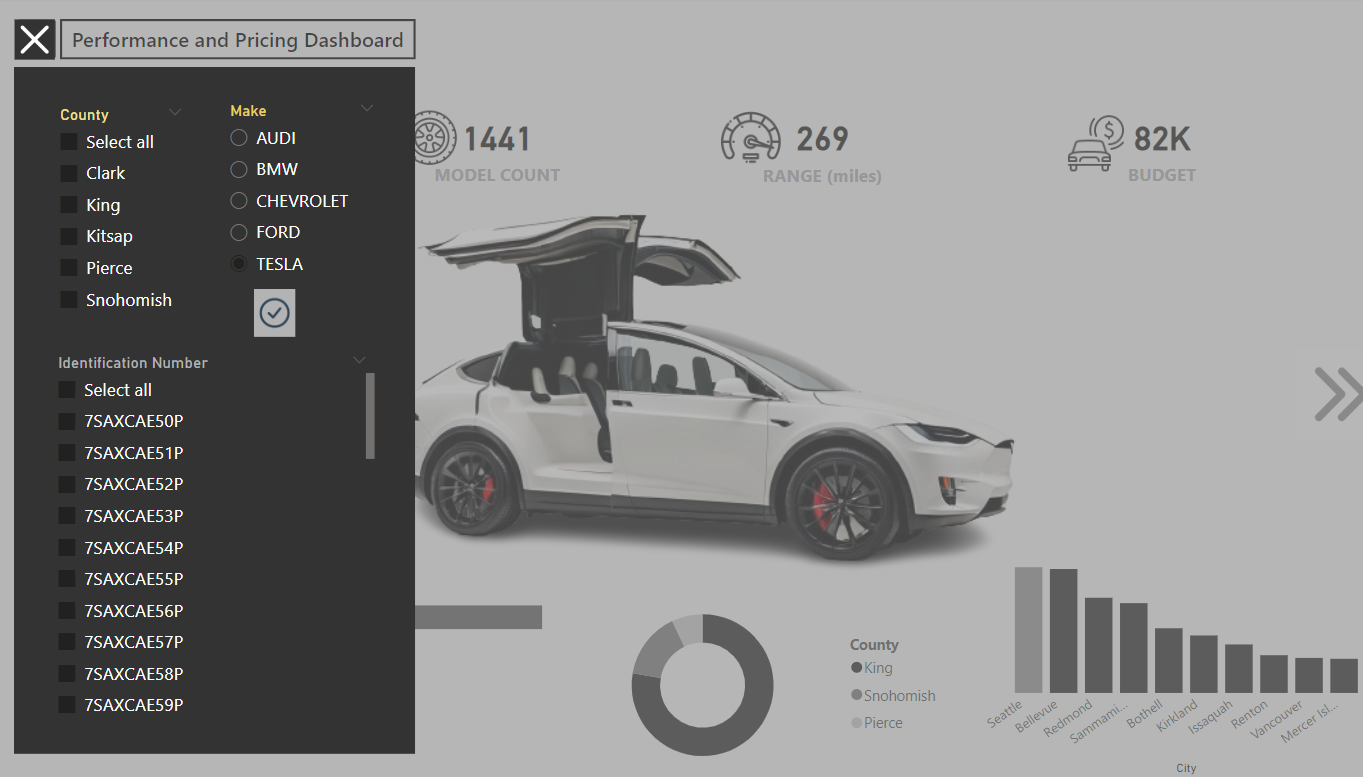 Performance and Pricing Dashboard
County
Select all
Clark
King
Kitsap
Pierce
Snohomish
Make
AUDI
BMW
CHEVROLET
FORD
TESLA
Identification Number
Select all
7SAXCAE50P
7SAXCAE51P
7SAXCAE52P
7SAXCAE53P
7SAXCAE54P
7SAXCAE55P
7SAXCAE56P
7SAXCAE57P
7SAXCAE58P
7SAXCAE59P
1441
MODEL COUNT
269
RANGE (miles)
$
82K
BUDGET
County
King
Snohomish
Pierce
Seattle
Bellevue
Redmond
Sammami...
Bothell
Kirkland
Issaquah
Renton
Vancouver
Mercer Isl...
City